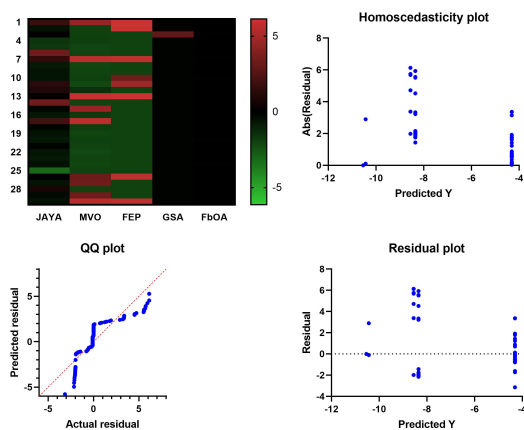 1
4
7
10
13
16
19
22
25
28
5
0
-5
JAYA MVO FEP GSA FbOA
Homoscedasticity plot
Abs(Residual)
8
6
4
2
0
-12 -10 -8 -6 -4
Predicted Y
QQ plot
Predicted residual
5
0
-5
-5 0 5
Actual residual
Residual plot
Residual
8
6
4
2
0
-2
-4
-12 -10 -8 -6 -4
Predicted Y